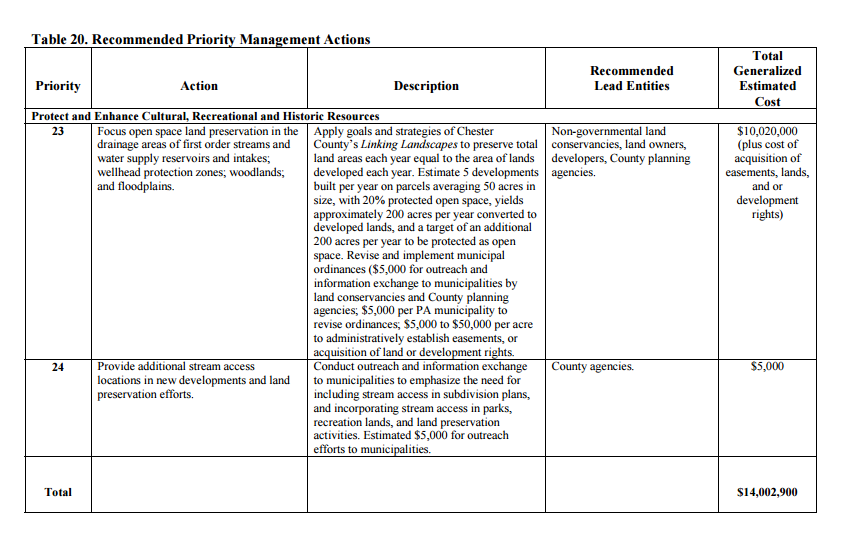 Table 20. Recommended Priority Management Actions
Priority
Action
Description
Recommended
Lead Entities
Total
Generalized
Estimated
Cost
Protect and Enhance Cultural, Recreational and Historic Resources
23
Focus open space land preservation in the
drainage areas of first order streams and
water supply reservoirs and intakes;
wellhead protection zones; woodlands;
and floodplains.
Apply goals and strategies of Chester
County's Linking Landscapes to preserve total
land areas each year equal to the area of lands
developed each year. Estimate 5 developments
built per year on parcels averaging 50 acres in
size, with 20% protected open space, yields
approximately 200 acres per year converted to
developed lands, and a target of an additional
200 acres per year to be protected as open
space. Revise and implement municipal
ordinances ($5,000 for outreach and
information exchange to municipalities by
land conservancies and County planning
agencies; $5,000 per PA municipality to
revise ordinances; $5,000 to $50,000 per acre
to administratively establish easements, or
acquisition of land or development rights.
Non-governmental land
conservancies, land owners,
developers, County planning
agencies.
$10,020,000
(plus cost of
acquisition of
easements, lands,
and or
development
rights)
24
Provide additional stream access
locations in new developments and land
preservation efforts.
Conduct outreach and information exchange
to municipalities to emphasize the need for
including stream access in subdivision plans,
and incorporating stream access in parks,
recreation lands, and land preservation
activities. Estimated $5,000 for outreach
efforts to municipalities.
County agencies.
$5,000
Total
$14,002,900